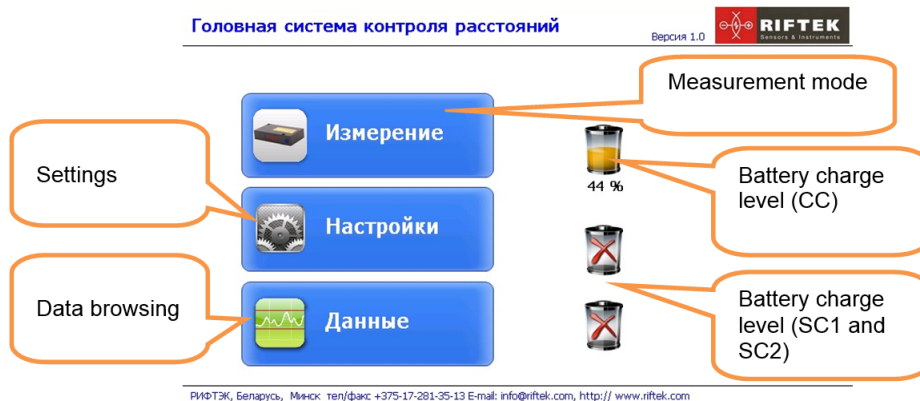 Головная система контроля расстояний
Версия 1.0
RIFTEK
Sensors & Instruments
Measurement mode
Измерение
44 %
Settings
Battery charge
level (CC)
Настройки
Data browsing
Данные
Battery charge
level (SC1 and
SC2)
РИФТЭК, Беларусь, Минск тел/факс +375-17-281-35-13 E-mail: info@riftek.com, http:// www.riftek.com